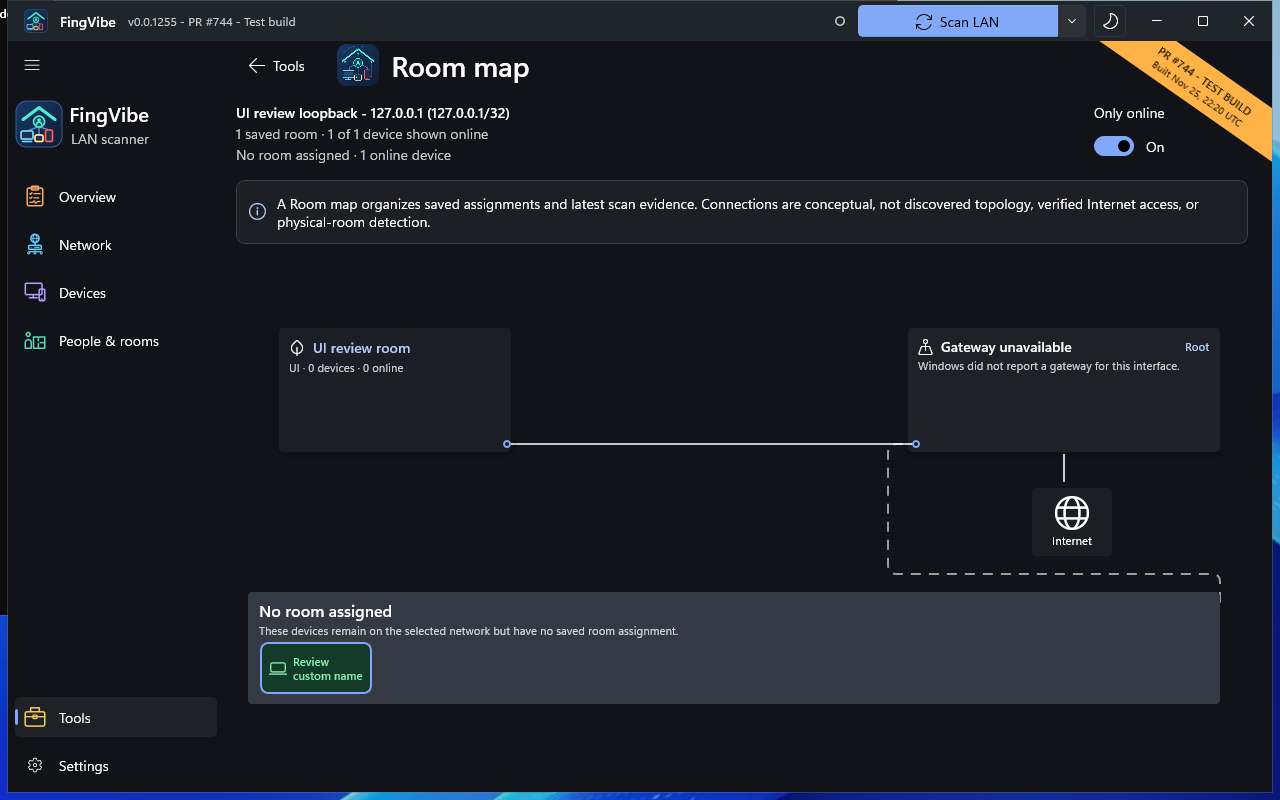 FingVibe v0.0.1255 - PR #744 - Test build
Scan LAN
Tools
Room map
PR #744 - TEST BUILD
Built Nov 25, 22:20 UTC
FingVibe
LAN scanner
UI review loopback - 127.0.0.1 (127.0.0.1/32)
1 saved room · 1 of 1 device shown online
No room assigned · 1 online device
Only online
On
A Room map organizes saved assignments and latest scan evidence. Connections are conceptual, not discovered topology, verified Internet access, or
physical-room detection.
Overview
Network
Devices
People & rooms
UI review room
UI · 0 devices · 0 online
Gateway unavailable
Root
Windows did not report a gateway for this interface.
Internet
No room assigned
These devices remain on the selected network but have no saved room assignment.
Review
custom name
Tools
Settings